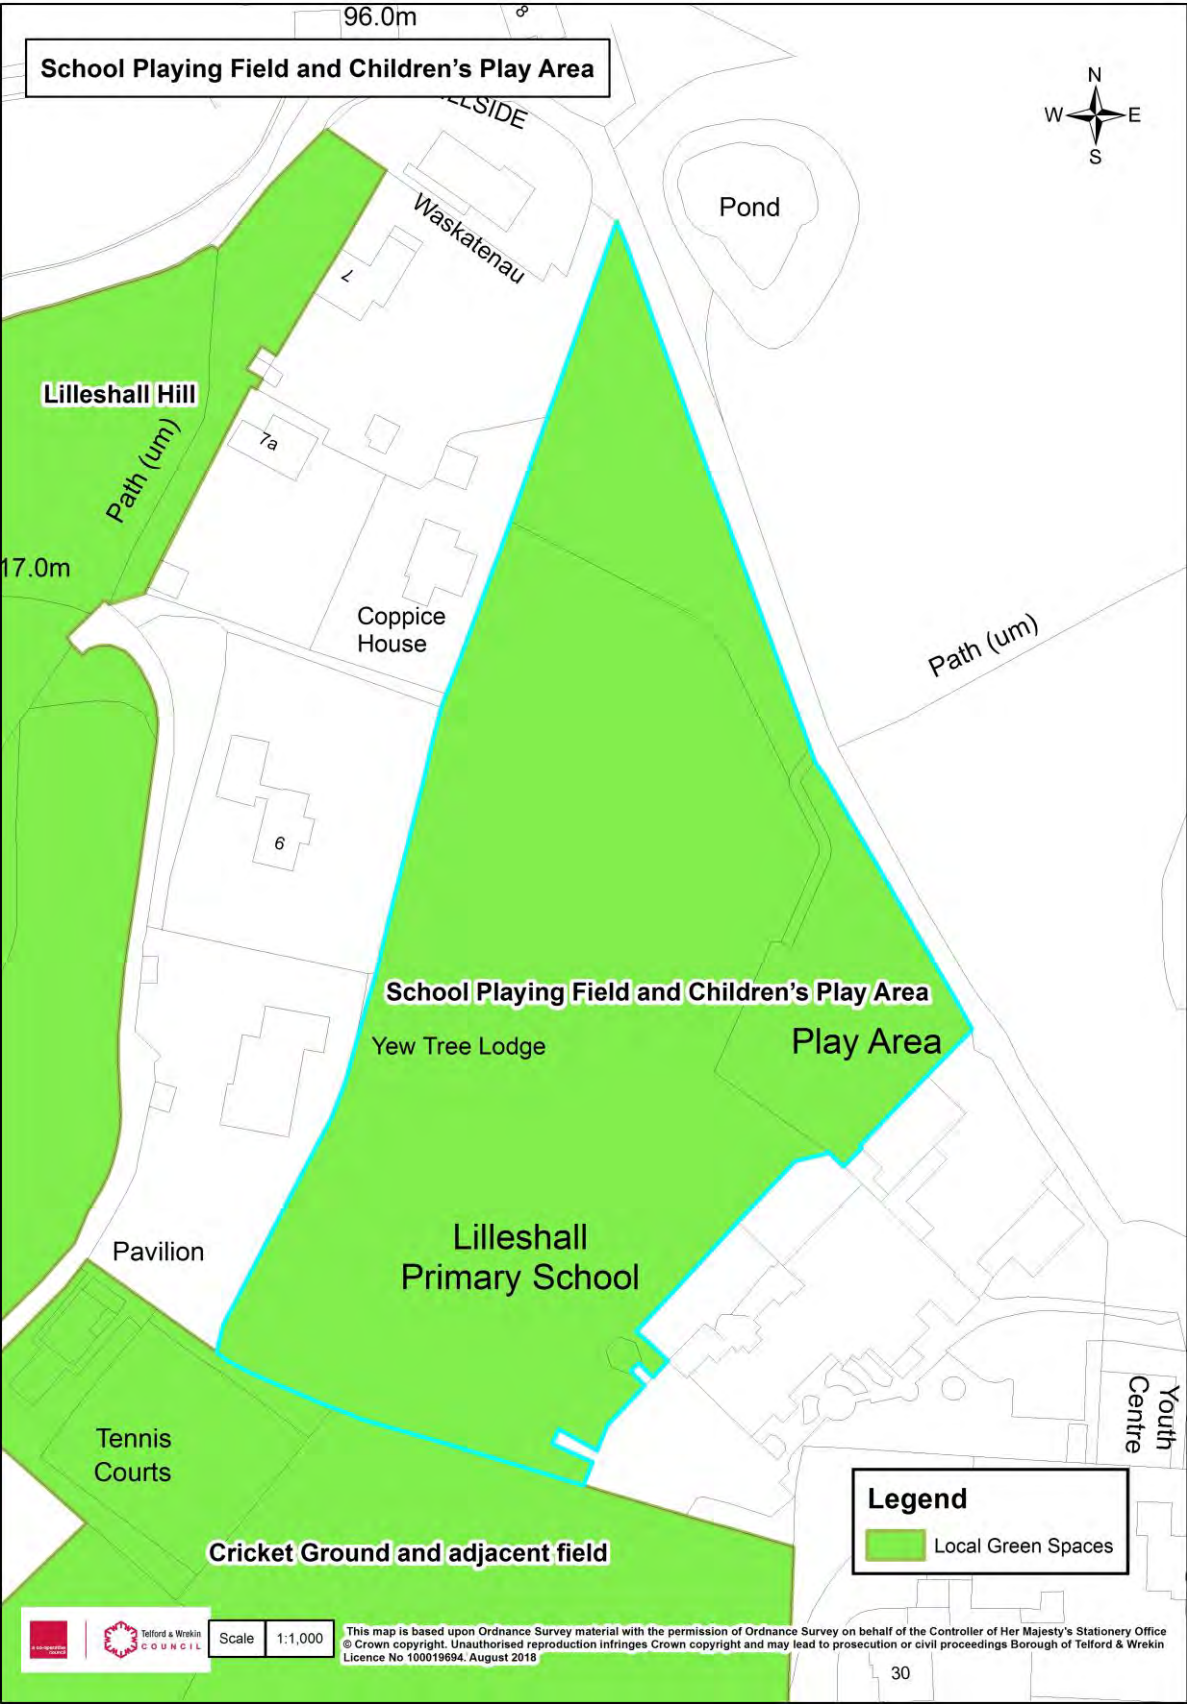 96.0m
8
School Playing Field and Children's Play Area
LLSIDE
N
W E
S
Pond
Waskatenau
7
Lilleshall Hill
7a
Path (um)
17.0m
Coppice
House
Path (um)
6
School Playing Field and Children's Play Area
Yew Tree Lodge
Play Area
Lilleshall
Primary School
Pavilion
Youth
Centre
Tennis
Courts
Legend
Local Green Spaces
Cricket Ground and adjacent field
a co-operative
council
Telford & Wrekin
COUNCIL
Scale 1:1,000
This map is based upon Ordnance Survey material with the permission of Ordnance Survey on behalf of the Controller of Her Majesty's Stationery Office
© Crown copyright. Unauthorised reproduction infringes Crown copyright and may lead to prosecution or civil proceedings Borough of Telford & Wrekin
Licence No 100019694. August 2018
30